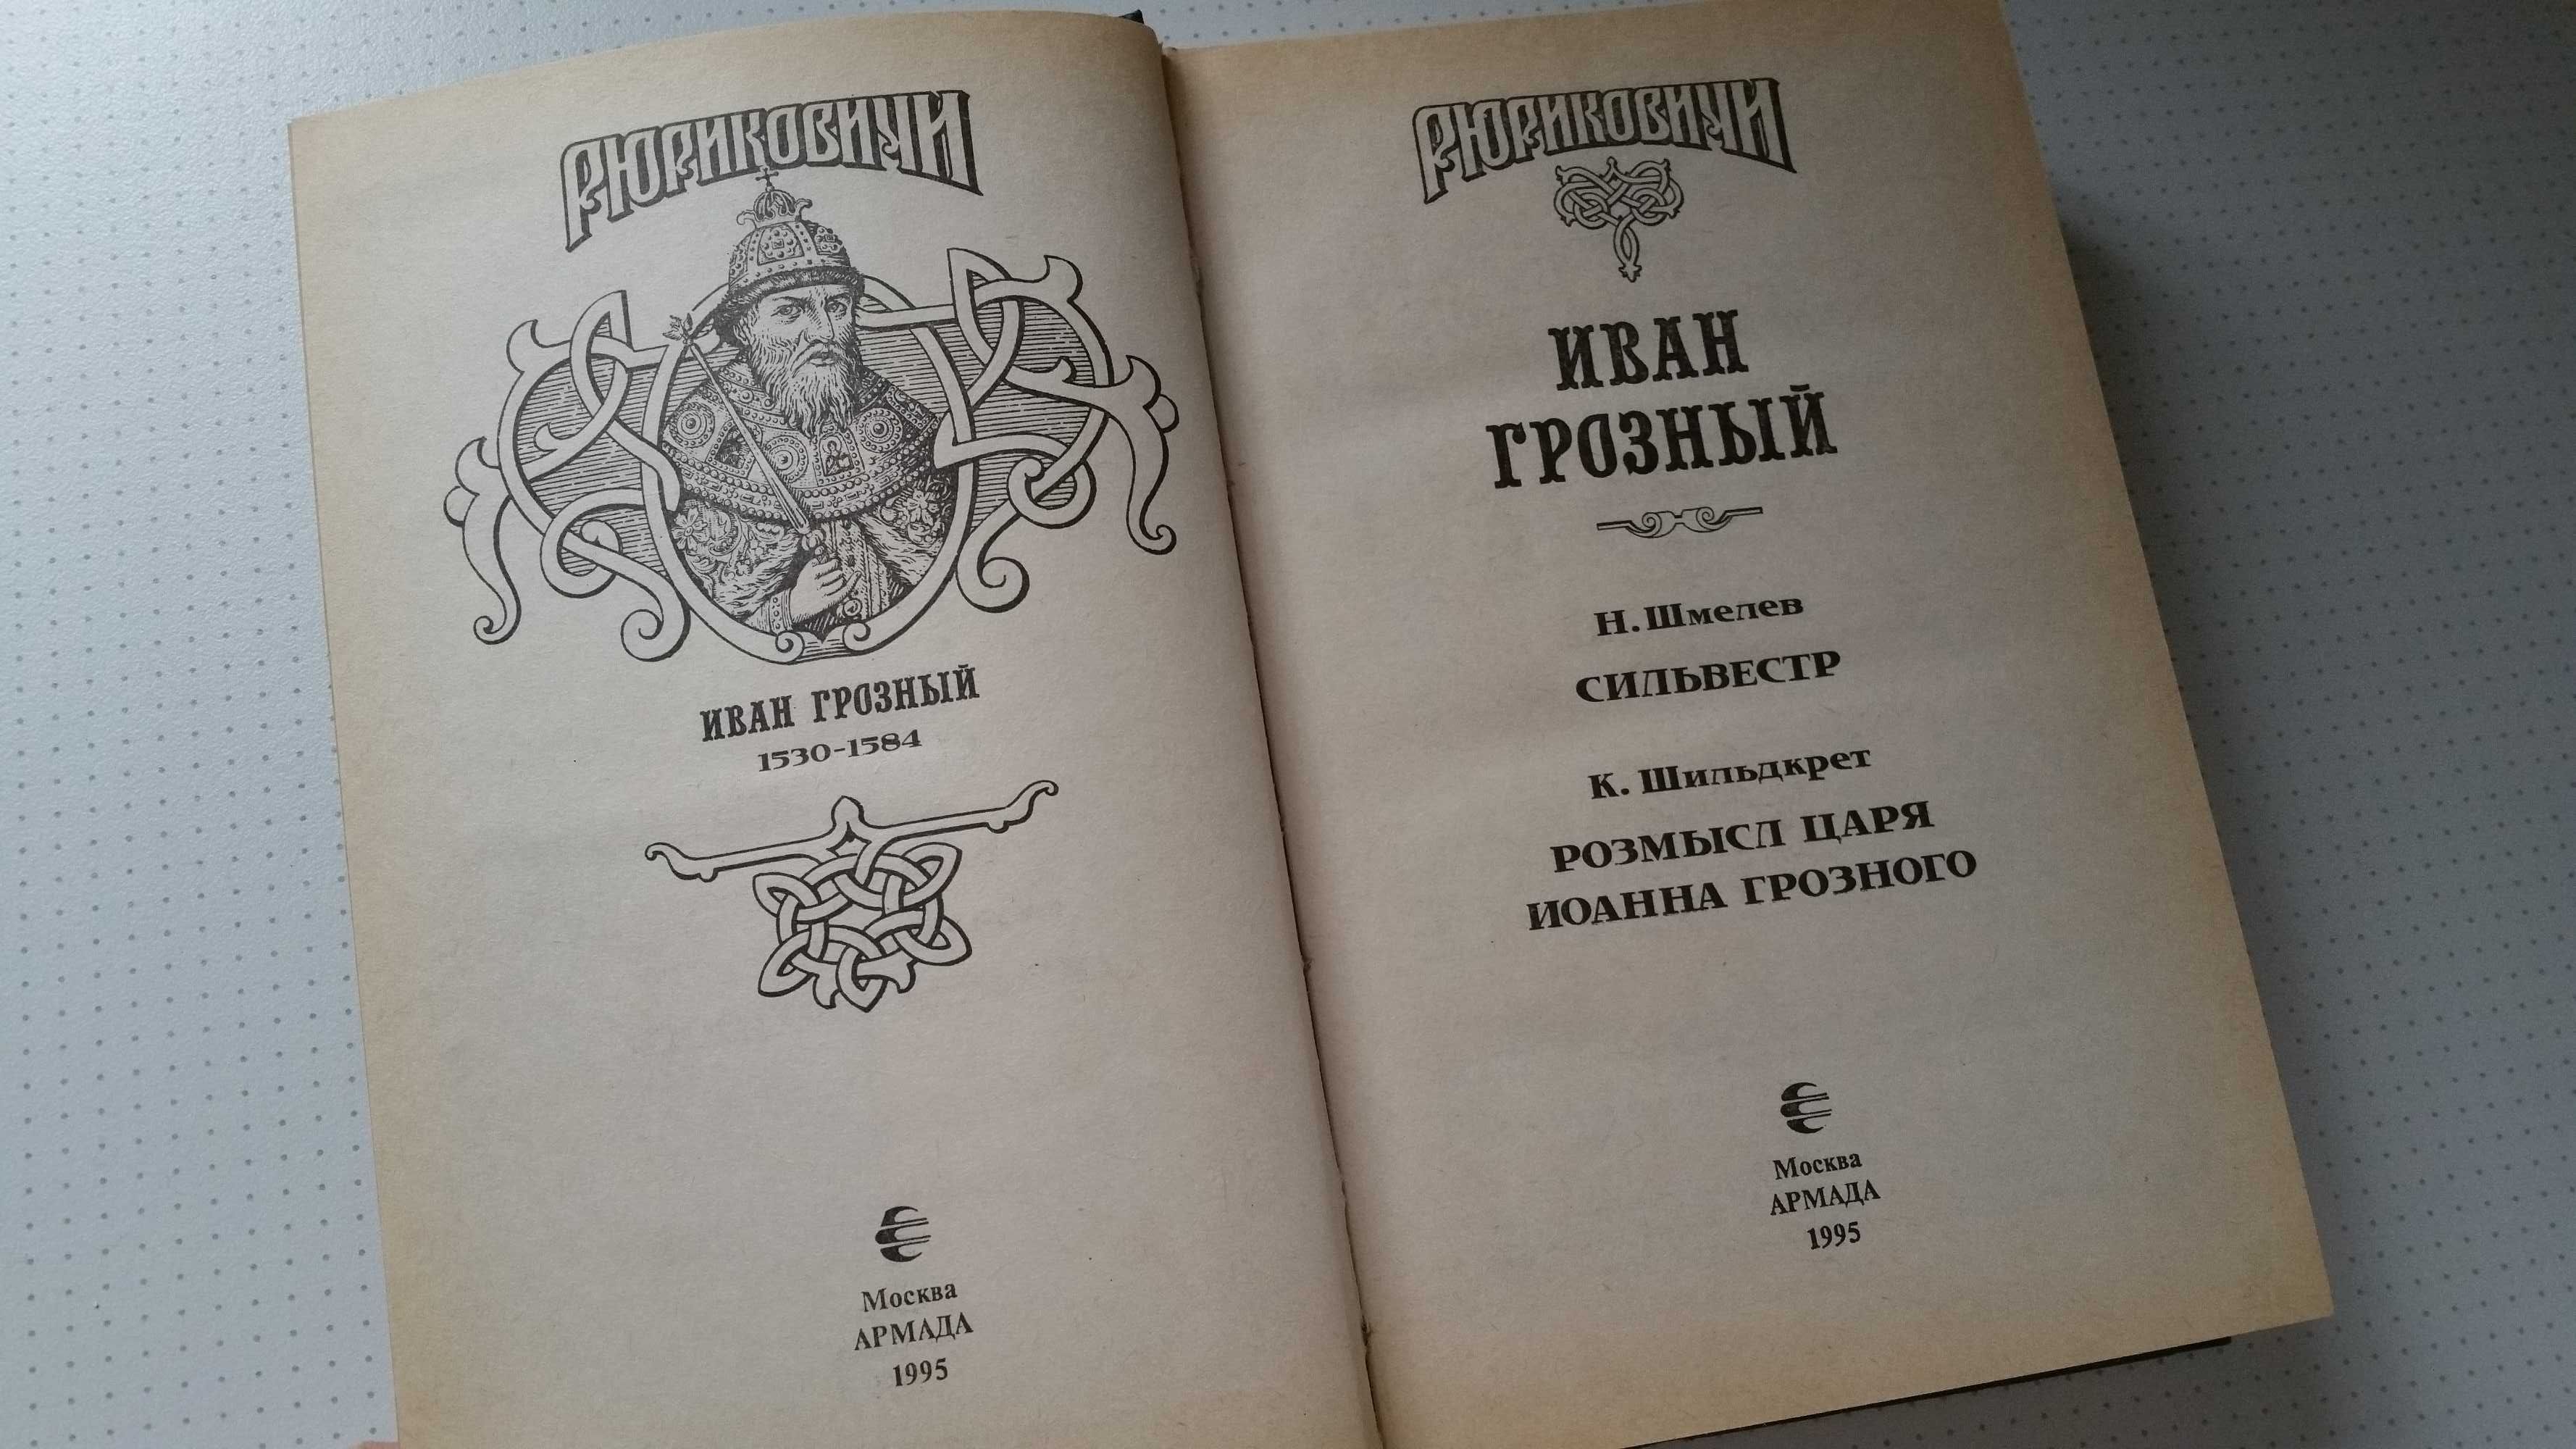 РЮРИКОВИЧИ
ИВАН ГРОЗНЫЙ
1530-1584
Москва
АРМАДА
1995
РЮРИКОВИЧИ
ИВАН
ГРОЗНЫЙ
Н. Шмелев
СИЛЬВЕСТР
К. Шильдкрет
РОЗМЫСЛ ЦАРЯ
ИОАННА ГРОЗНОГО
Москва
АРМАДА
1995